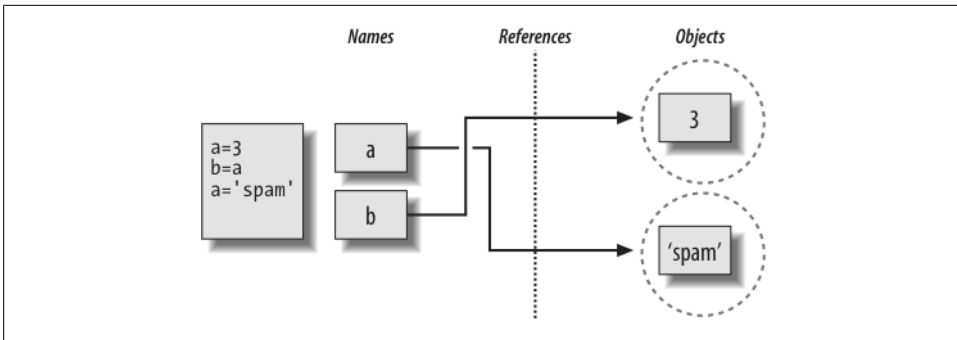 Names References Objects
a=3
b=a
a='spam'
a
b
3
‘spam’